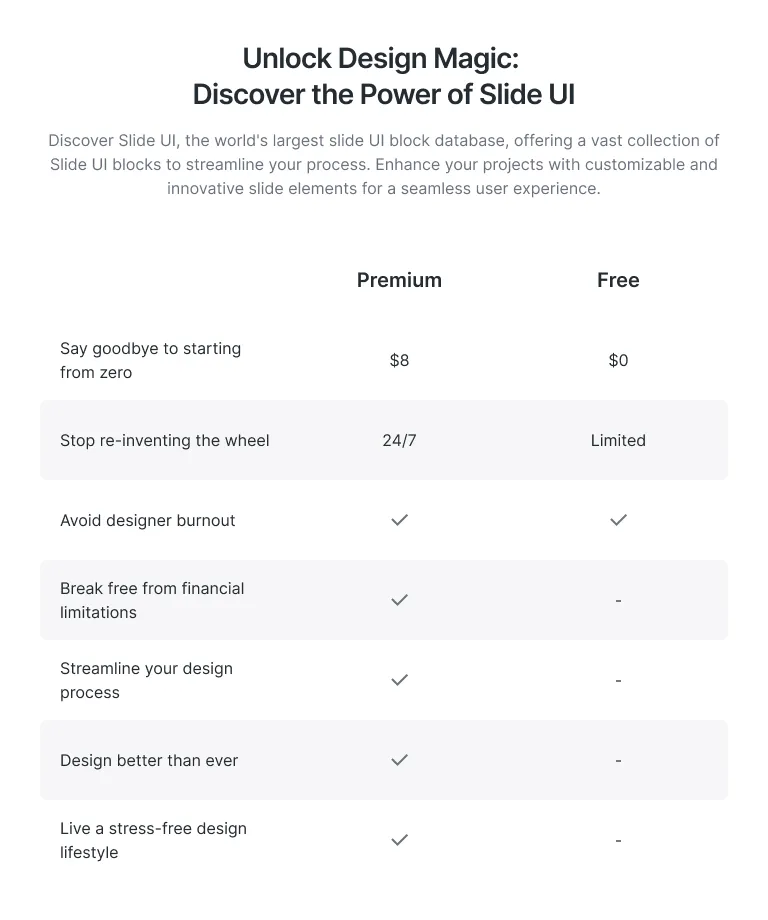 Unlock Design Magic:
Discover the Power of Slide UI
Discover Slide UI, the world's largest slide UI block database, offering a vast collection of
Slide UI blocks to streamline your process. Enhance your projects with customizable and
innovative slide elements for a seamless user experience.
Premium Free
Say goodbye to starting
from zero
$8 $0
Stop re-inventing the wheel 24/7 Limited
Avoid designer burnout ✓ ✓
Break free from financial
limitations
✓ -
Streamline your design
process
✓ -
Design better than ever ✓ -
Live a stress-free design
lifestyle
✓ -